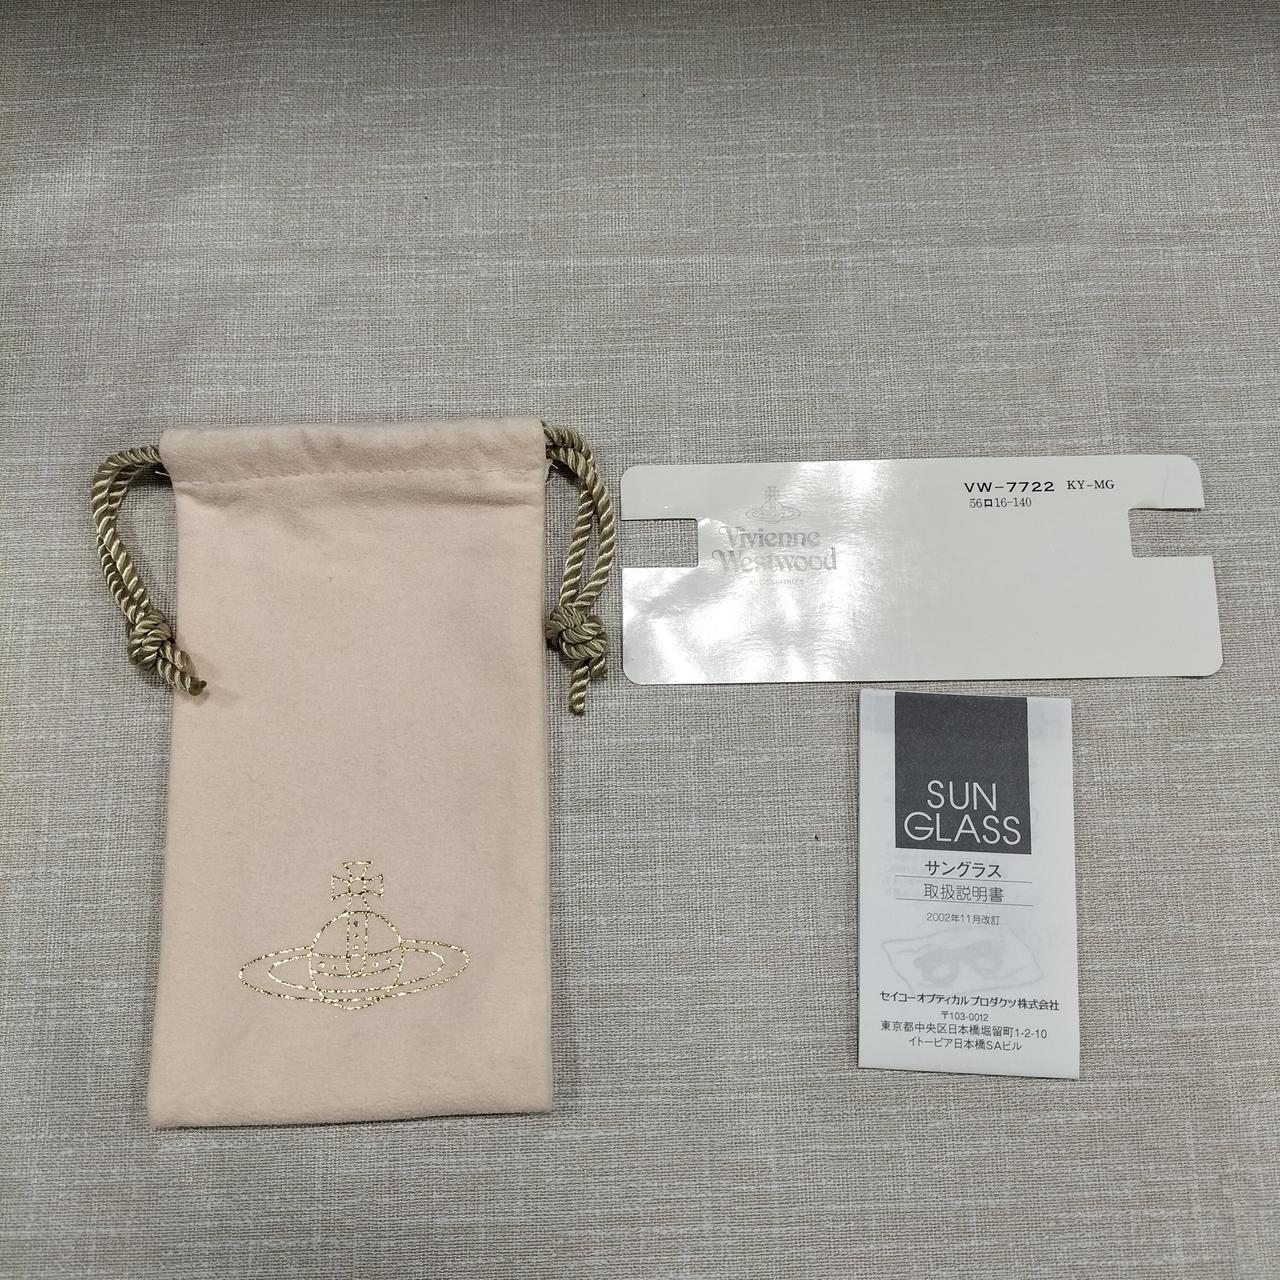 VW-7722 KY-MG
56□16-140
Vivienne
Westwood
ACCESSORIES
SUN
GLASS
サングラス
取扱説明書
2002年11月改訂
セイコーオプティカルプロダクツ株式会社
〒103-0012
東京都中央区日本橋堀留町1-2-10
イトーピア日本橋SAビル